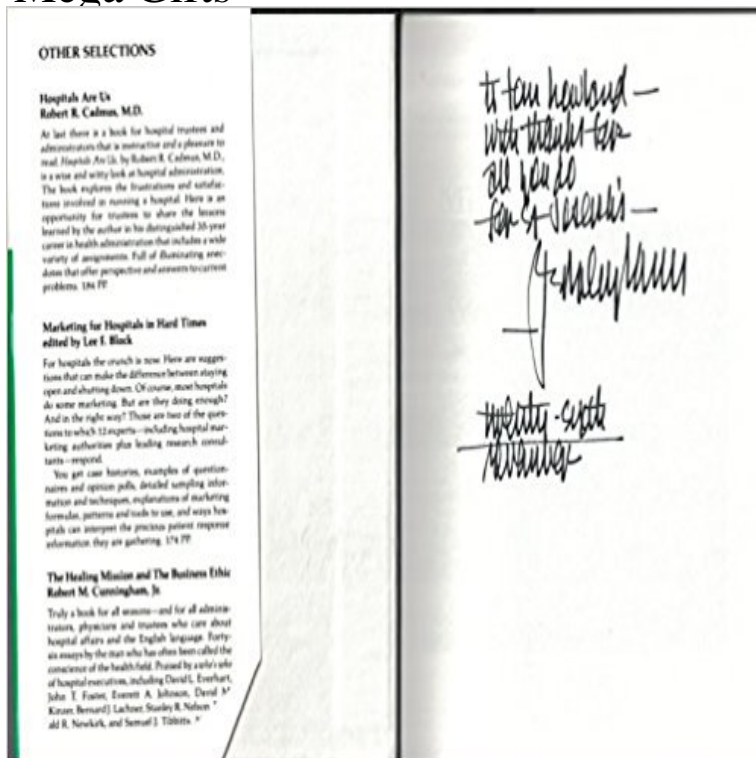 Mega Gifts
OTHER SELECTIONS
Hospitals Are Us
Robert R. Cadmus, M.D.
At last there is a book for hospital trustees and
administrators that is instructive and a pleasure to
read. Hospitals Are Us, by Robert R. Cadmus, M.D.,
is a wise and witty look at hospital administration.
The book explores the frustrations and satisfac-
tions involved in running a hospital. Here is an
opportunity for trustees to share the lessons
learned by the author in his distinguished 38-year
career in health administration that includes a wide
variety of assignments. Full of illuminating anec-
dotes that offer perspective and answers to current
problems. PP.
Marketing for Hospitals in Hard Times
edited by Lee F. Block
For hospitals the crunch is now. Here are sugges-
tions that can make the difference between staying
open and shutting down. Of course, most hospitals
do some marketing. But are they doing enough?
And in the right way? Those are two of the ques-
tions to which 12 experts—including hospital mar-
keting authorities plus leading research consul-
tants—respond.
You get case histories, examples of question-
naires and opinion polls, detailed sampling infor-
mation and techniques, explanations of marketing
formulas, patterns and tools to use, and ways hos-
pitals can interpret the precious patient response
information they are gathering. 174 PP.
The Healing Mission and The Business Ethic
Robert M. Cunningham, Jr.
Truly a book for all seasons—and for all adminis-
trators, physicians and trustees who care about
hospital affairs and the English language. Forty-
six essays by the man who has often been called the
conscience of the health field. Praised by a who's who
of hospital executives, including David L. Everhart,
John T. Foster, Everett A. Johnson, David
Kinzer, Bernard J. Lachner, Stanley R. Nelson
ald R. Newkirk, and Samuel J. Tibbitts.
to tom newland —
with thanks for
all you do
for St Joseph's —
twenty-sixth
november